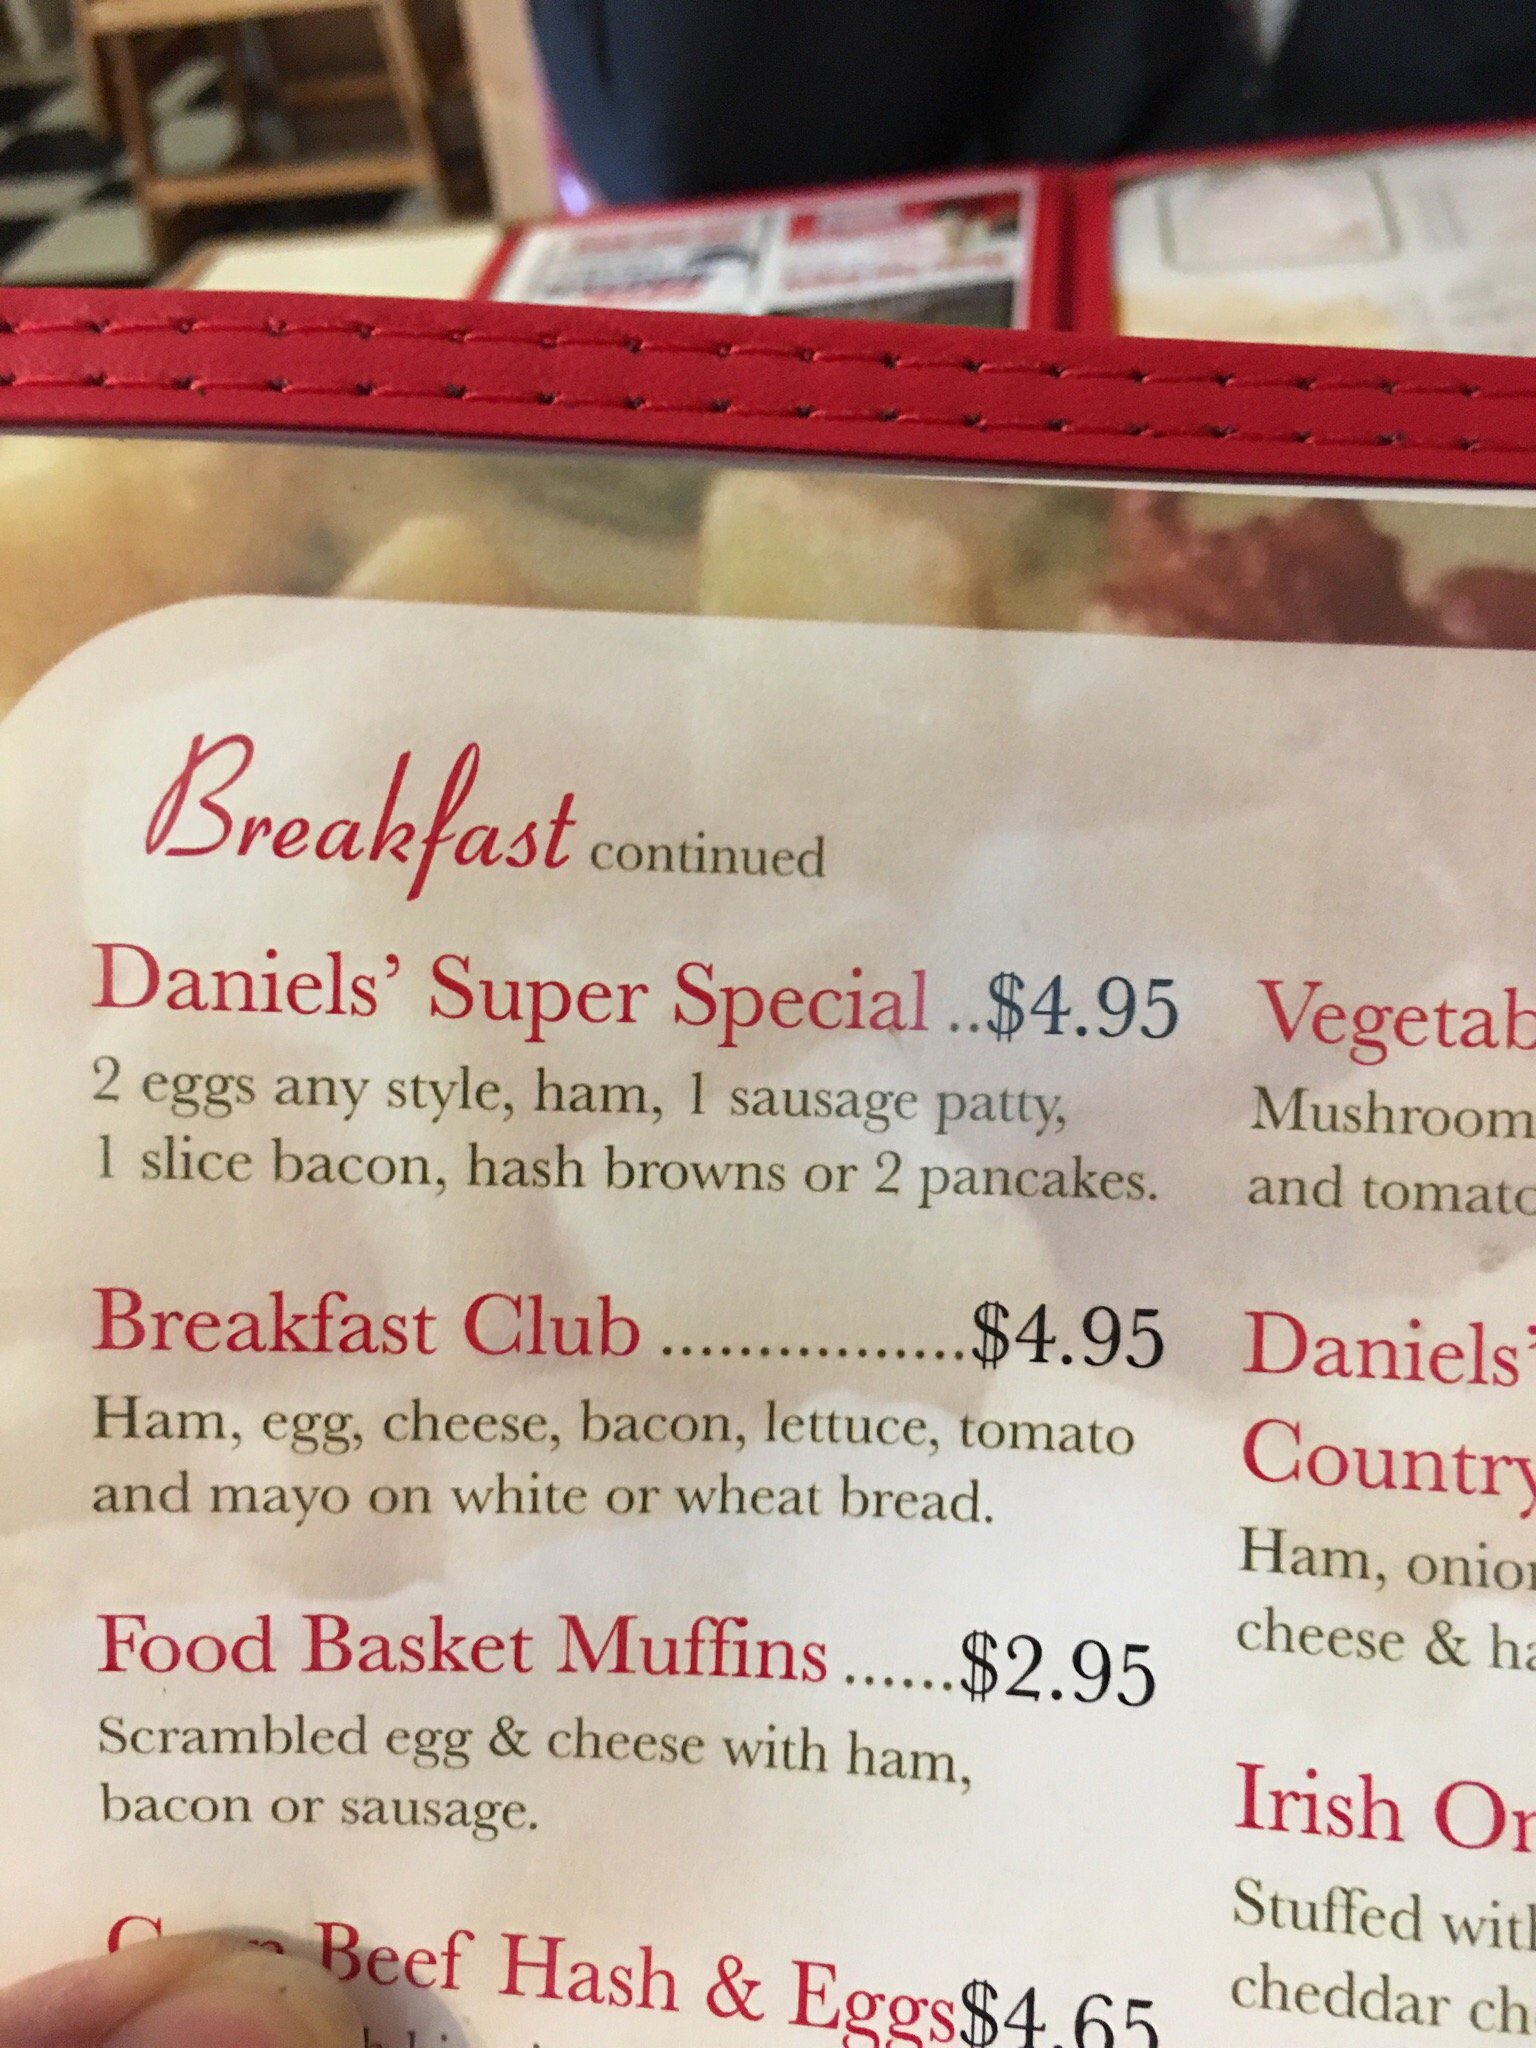 Breakfast continued
Daniels' Super Special ..$4.95
2 eggs any style, ham, 1 sausage patty,
1 slice bacon, hash browns or 2 pancakes.
Breakfast Club ................$4.95
Ham, egg, cheese, bacon, lettuce, tomato
and mayo on white or wheat bread.
Food Basket Muffins ......$2.95
Scrambled egg & cheese with ham,
bacon or sausage.
Beef Hash & Eggs$4.65
Mushroom
and tomato
Daniels'
Country
Ham,
cheese &
Irish
Stuffed
cheddar